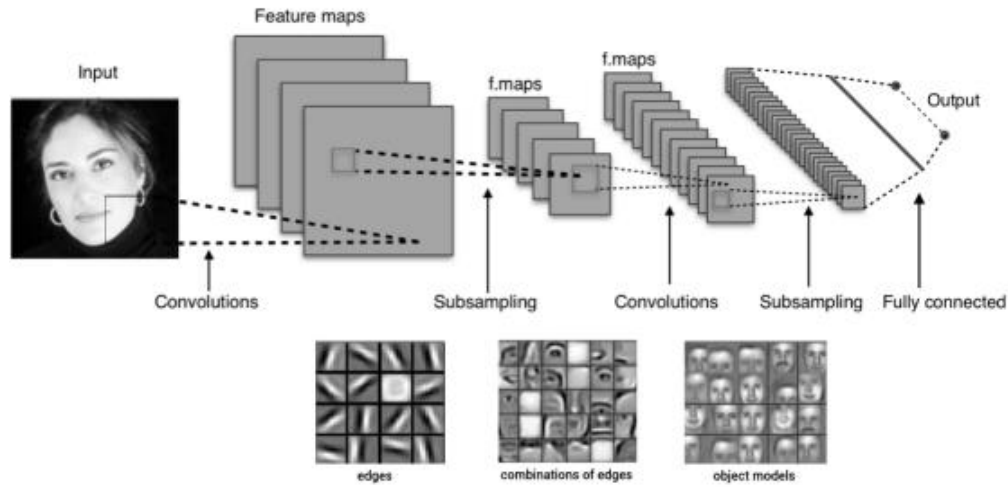 Feature maps
Input
f.maps
f.maps
Output
Convolutions
Subsampling
Convolutions
Subsampling
Fully connected
edges
combinations of edges
object models